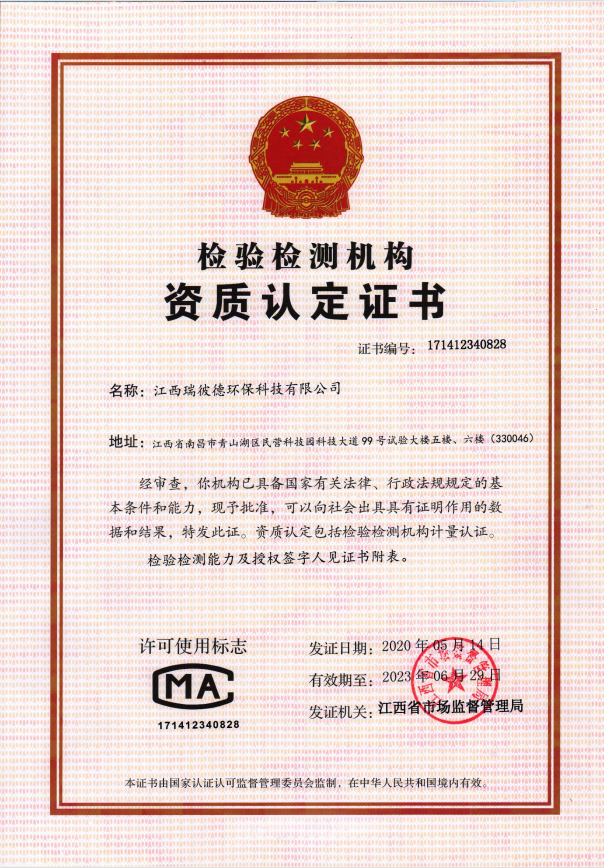 检验检测机构
资质认定证书
证书编号：171412340828
名称：江西瑞彼德环保科技有限公司
地址：江西省南昌市青山湖区民营科技园科技大道99号试验大楼五楼、六楼（330046）
经审查，你机构已具备国家有关法律、行政法规规定的基
本条件和能力，现予批准，可以向社会出具具有证明作用的数
据和结果，特发此证。资质认定包括检验检测机构计量认证。
检验检测能力及授权签字人见证书附表。
许可使用标志
MA
171412340828
发证日期：2020年05月14日
有效期至：2023年06月29日
发证机关：江西省市场监督管理局
江西省市场监督管理局
本证书由国家认证认可监督管理委员会监制，在中华人民共和国境内有效。